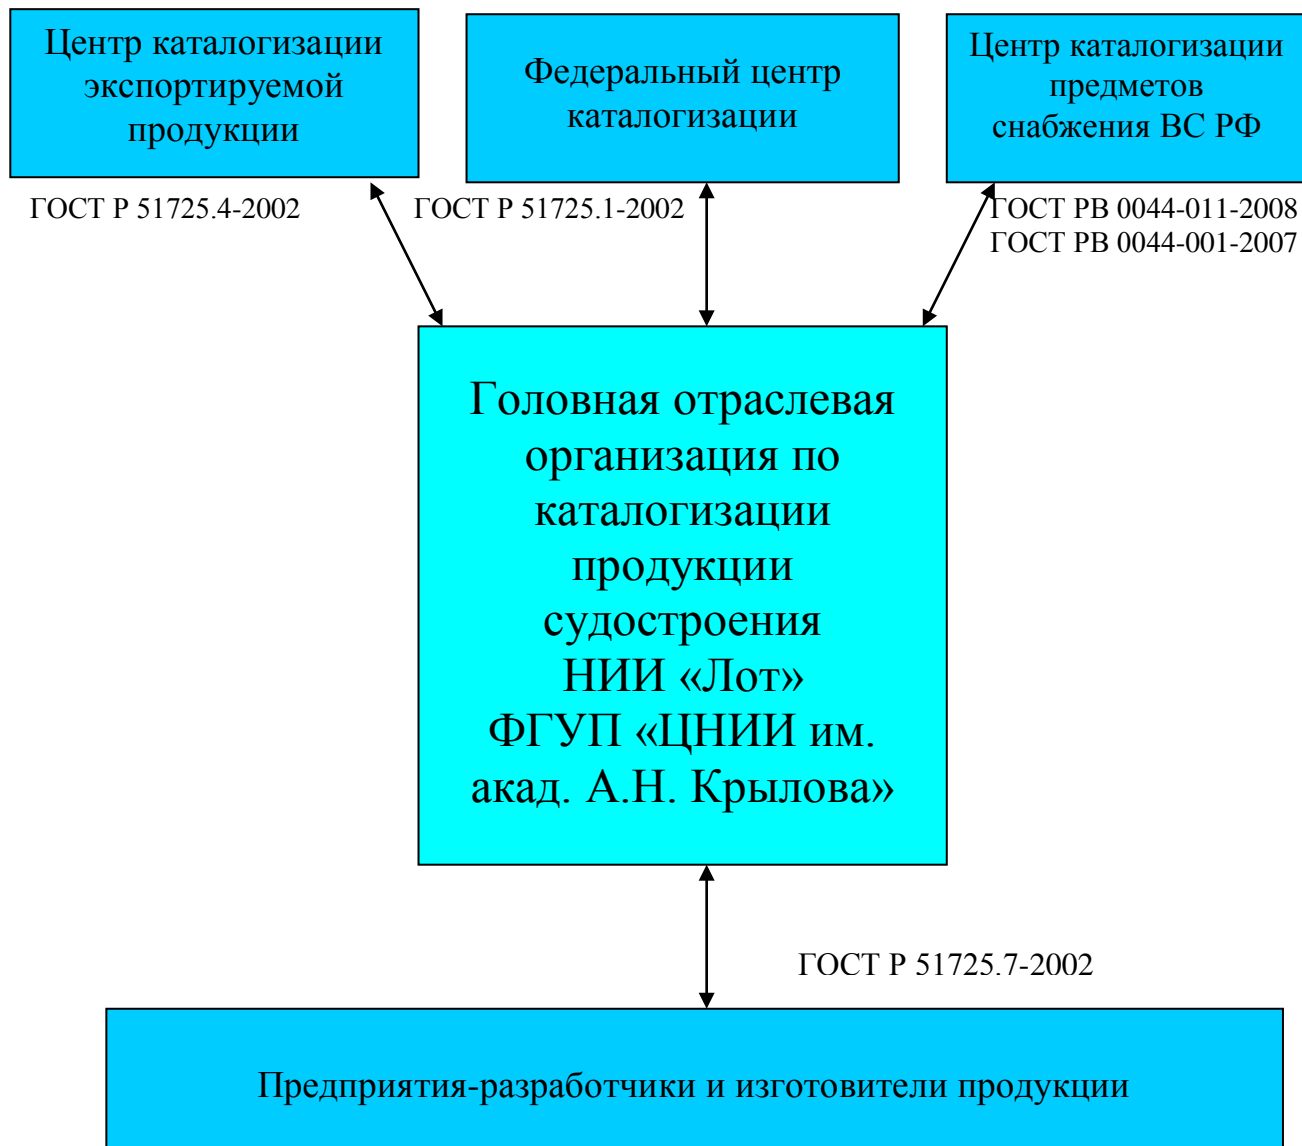 Центр каталогизации
экспортируемой
продукции
Федеральный центр
каталогизации
Центр каталогизации
предметов
снабжения ВС РФ
ГОСТ Р 51725.4-2002
ГОСТ Р 51725.1-2002
ГОСТ РВ 0044-011-2008
ГОСТ РВ 0044-001-2007
Головная отраслевая
организация по
каталогизации
продукции
судостроения
НИИ «Лот»
ФГУП «ЦНИИ им.
акад. А.Н. Крылова»
ГОСТ Р 51725.7-2002
Предприятия-разработчики и изготовители продукции